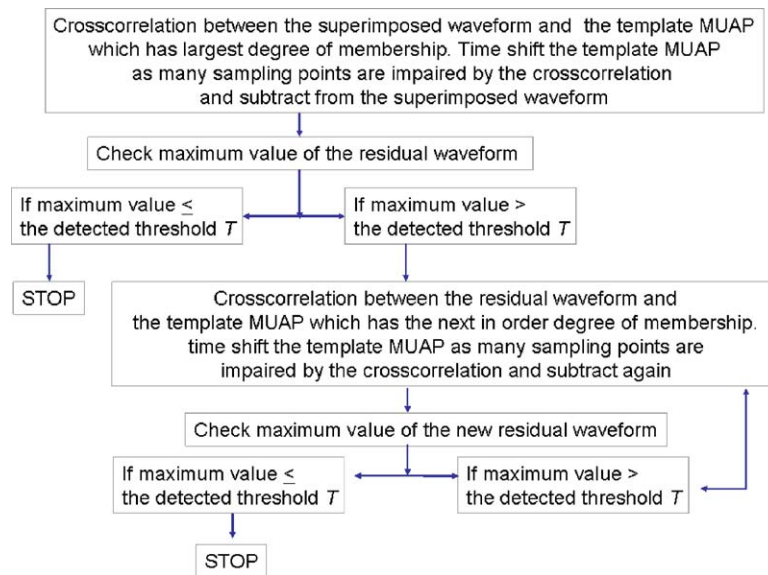 Crosscorrelation between the superimposed waveform and the template MUAP
which has largest degree of membership. Time shift the template MUAP
as many sampling points are impaired by the crosscorrelation
and subtract from the superimposed waveform
Check maximum value of the residual waveform
If maximum value ≤
the detected threshold T
If maximum value >
the detected threshold T
STOP
Crosscorrelation between the residual waveform and
the template MUAP which has the next in order degree of membership.
time shift the template MUAP as many sampling points are
impaired by the crosscorrelation and subtract again
Check maximum value of the new residual waveform
If maximum value ≤
the detected threshold T
If maximum value >
the detected threshold T
STOP